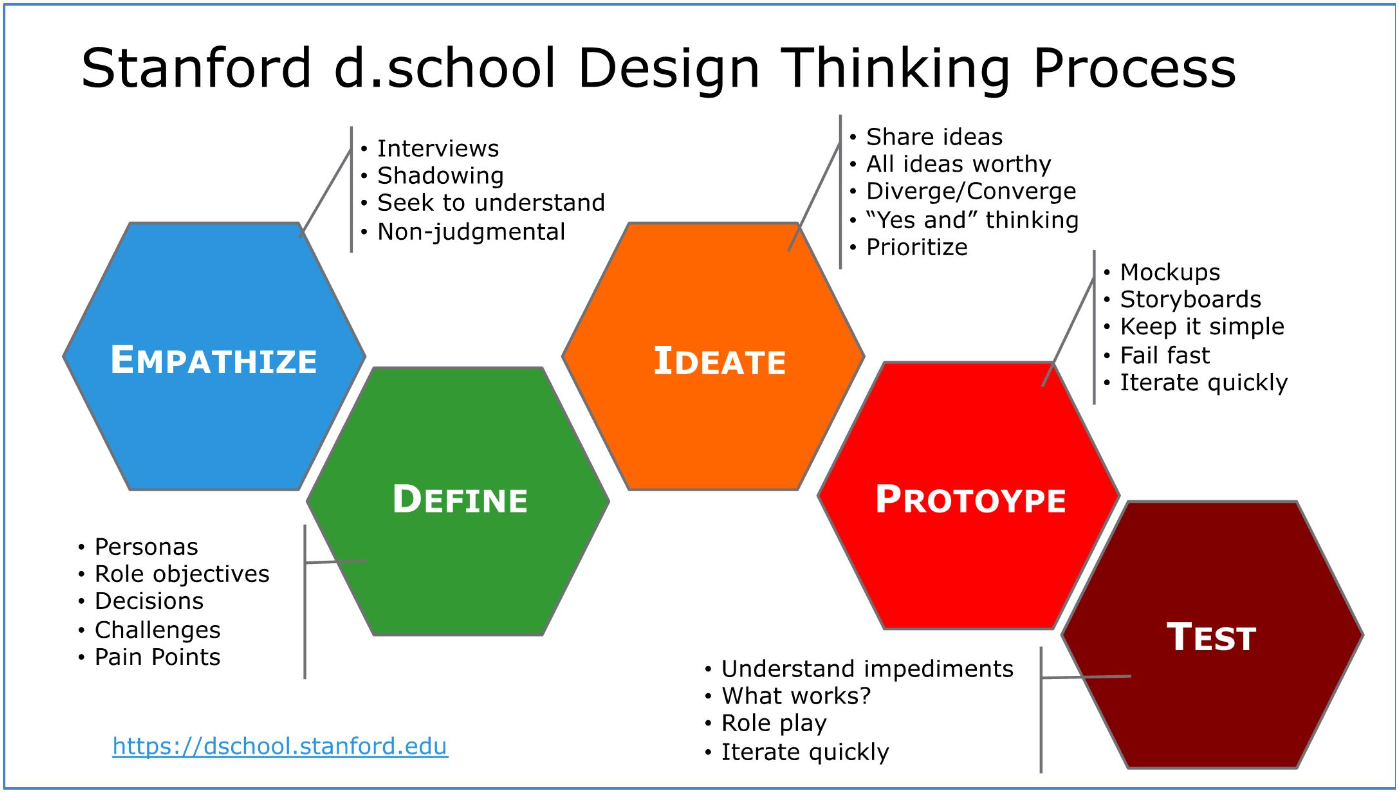 Stanford d.school Design Thinking Process
• Interviews
• Shadowing
• Seek to understand
• Non-judgmental
EMPATHIZE
• Personas
• Role objectives
• Decisions
• Challenges
• Pain Points
DEFINE
• Share ideas
• All ideas worthy
• Diverge/Converge
• “Yes and” thinking
• Prioritize
IDEATE
• Mockups
• Storyboards
• Keep it simple
• Fail fast
• Iterate quickly
PROTOYPE
• Understand impediments
• What works?
• Role play
• Iterate quickly
TEST
https://dschool.stanford.edu